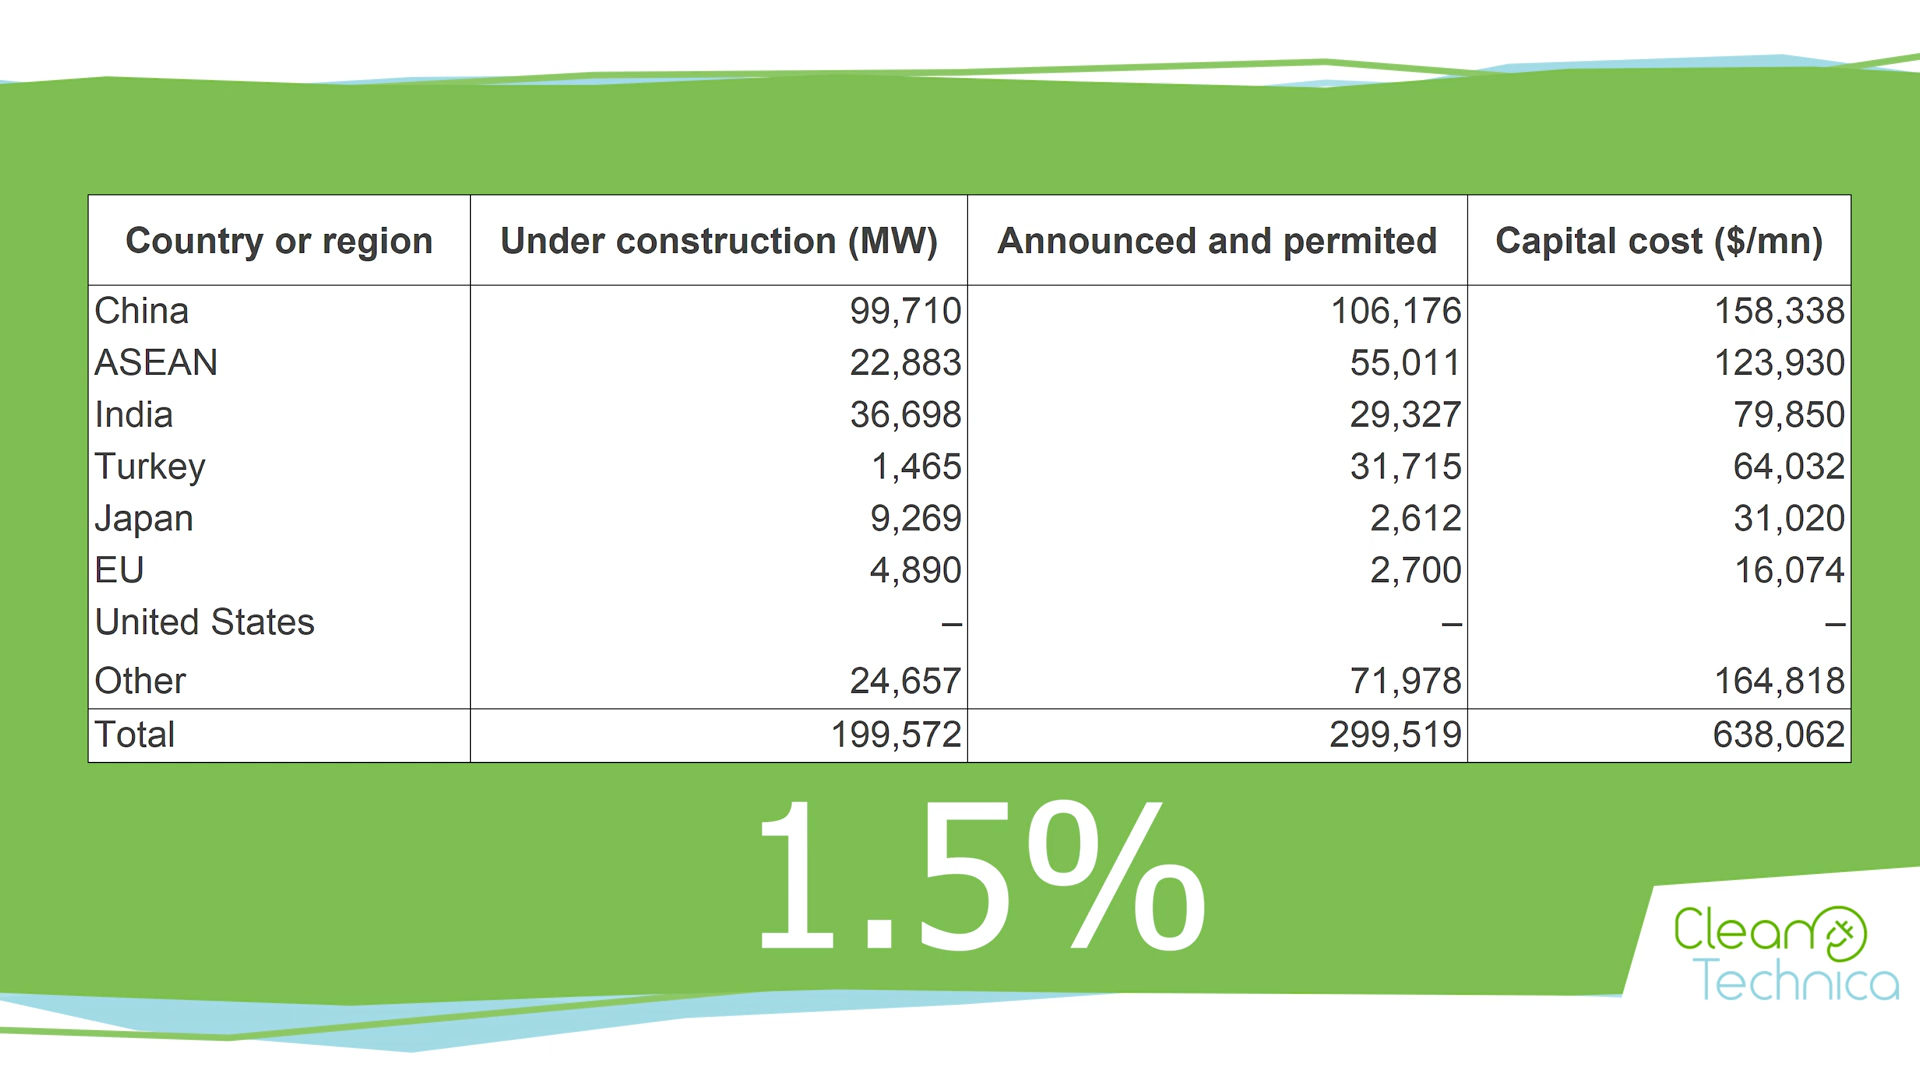 Country or region Under construction (MW) Announced and permited Capital cost ($/mn)
China 99,710 106,176 158,338
ASEAN 22,883 55,011 123,930
India 36,698 29,327 79,850
Turkey 1,465 31,715 64,032
Japan 9,269 2,612 31,020
EU 4,890 2,700 16,074
United States – – –
Other 24,657 71,978 164,818
Total 199,572 299,519 638,062
1.5%
Clean
Technica